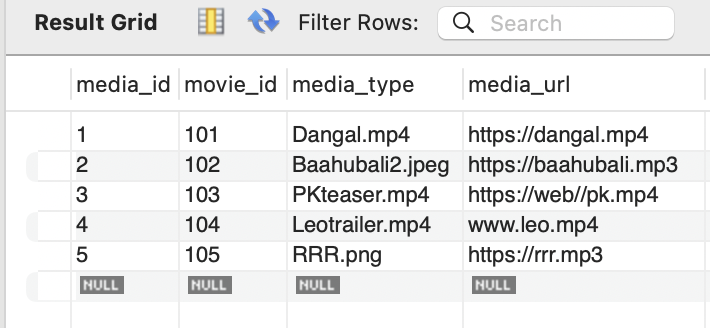 Result Grid Filter Rows: Search
media_id movie_id media_type media_url
1 101 Dangal.mp4 https://dangal.mp4
2 102 Baahubali2.jpeg https://baahubali.mp3
3 103 PKteaser.mp4 https://web//pk.mp4
4 104 Leotrailer.mp4 www.leo.mp4
5 105 RRR.png https://rrr.mp3
NULL NULL NULL NULL